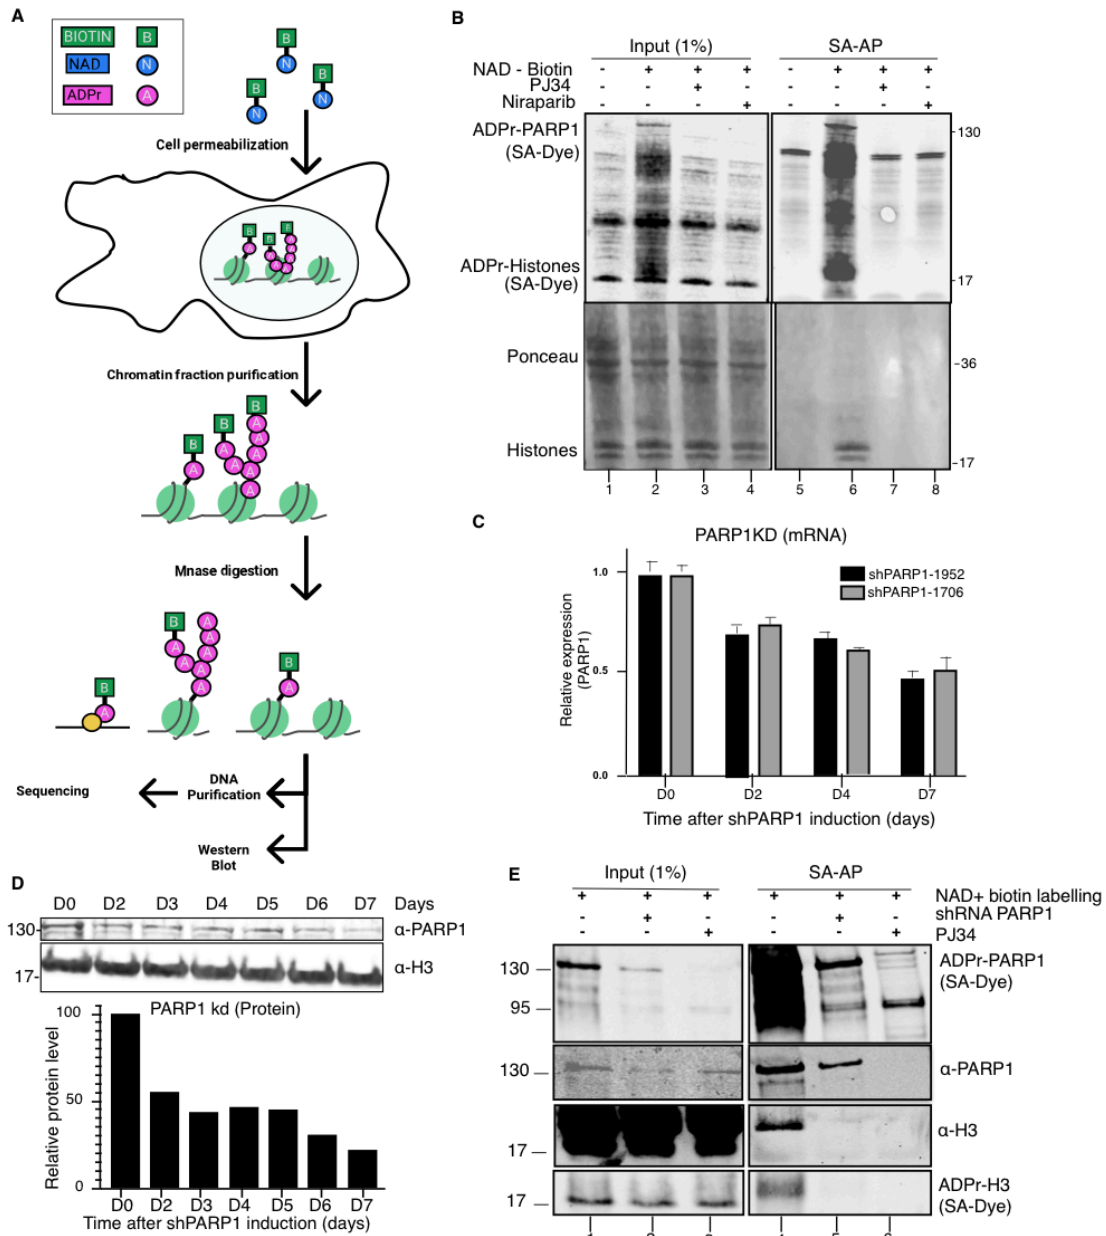 A
BIOTIN B
NAD N
ADPr A
B
N
B
N
B
N
Cell permeabilization
B
A
B
Chromatin fraction purification
B
A
B
A
A
A
A
B
A
A
A
A
Mnase digestion
B
A
A
A
A
A
A
A
B
A
B
A
DNA
Purification
Sequencing
Western
Blot
B
Input (1%) SA-AP
NAD - Biotin - + + + - + + +
PJ34 - - + - - - + -
Niraparib - - - + - - - +
ADPr-PARP1
(SA-Dye)
-130
ADPr-Histones
(SA-Dye)
-17
Ponceau
-36
Histones
-17
1 2 3 4 5 6 7 8
C
PARP1KD (mRNA)
shPARP1-1952
shPARP1-1706
Relative expression
(PARP1)
1.0
0.5
0.0
D0 D2 D4 D7
Time after shPARP1 induction (days)
D
D0 D2 D3 D4 D5 D6 D7 Days
130- α-PARP1
17- α-H3
PARP1 kd (Protein)
Relative protein level
100
50
0
D0 D2 D3 D4 D5 D6 D7
Time after shPARP1 induction (days)
E
Input (1%) SA-AP
+ + + + + + NAD+ biotin labelling
- + - - + - shRNA PARP1
- - + - - + PJ34
130
95
ADPr-PARP1
(SA-Dye)
130 α-PARP1
α-H3
17
ADPr-H3
(SA-Dye)
17